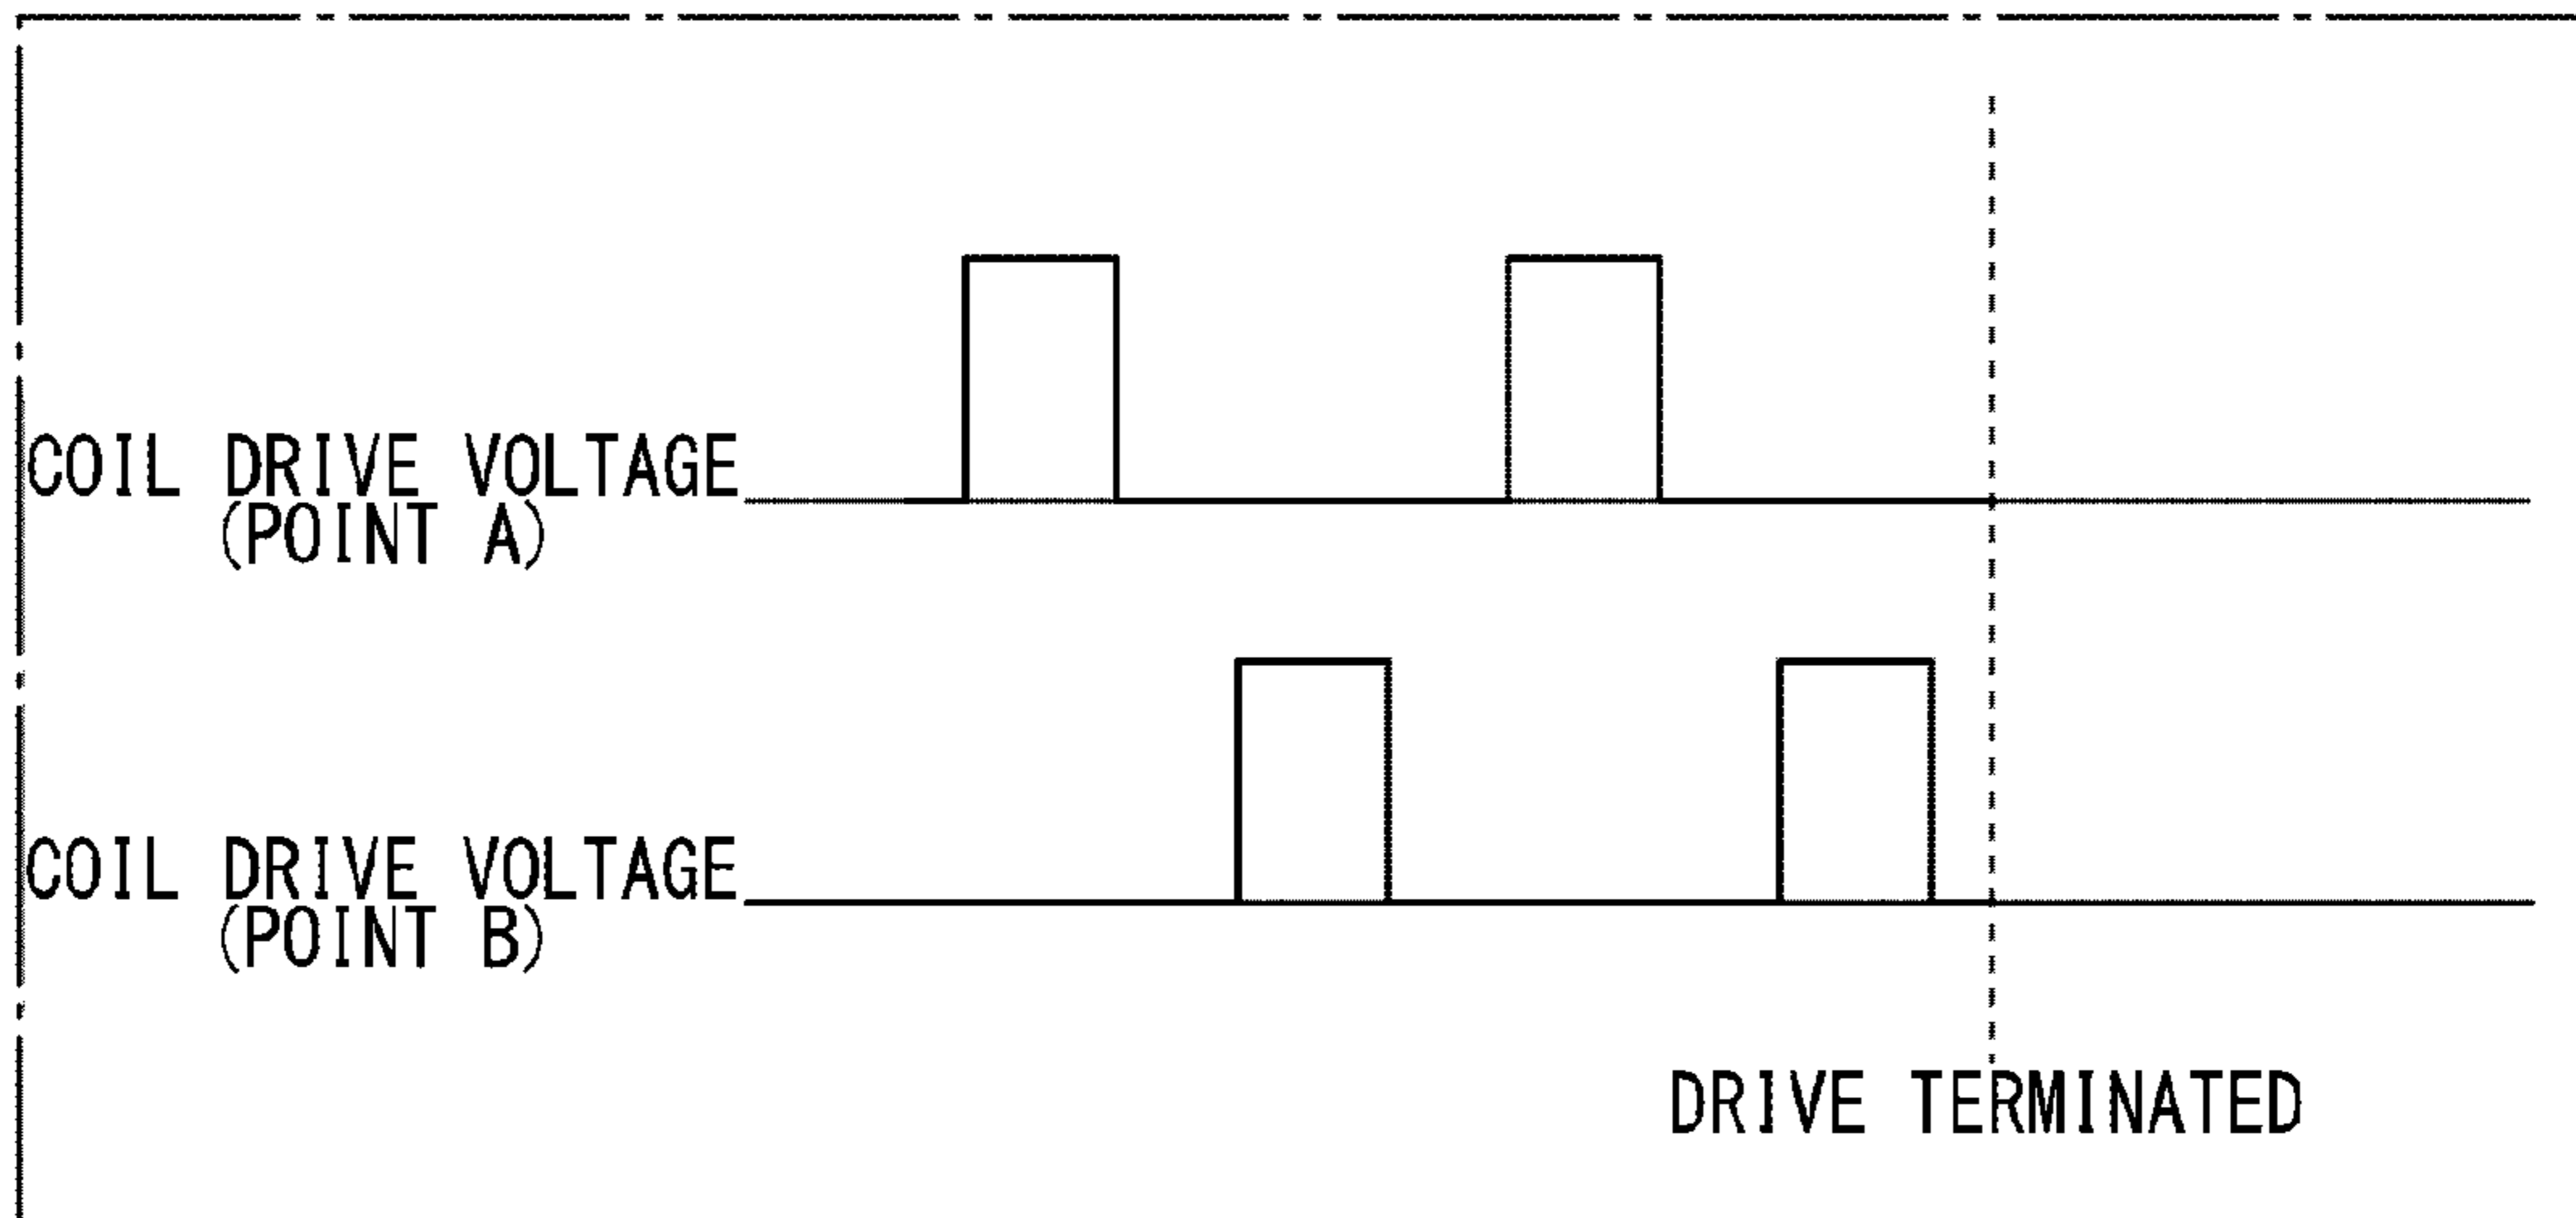 COIL DRIVE VOLTAGE
(POINT A)
COIL DRIVE VOLTAGE
(POINT B)
DRIVE TERMINATED